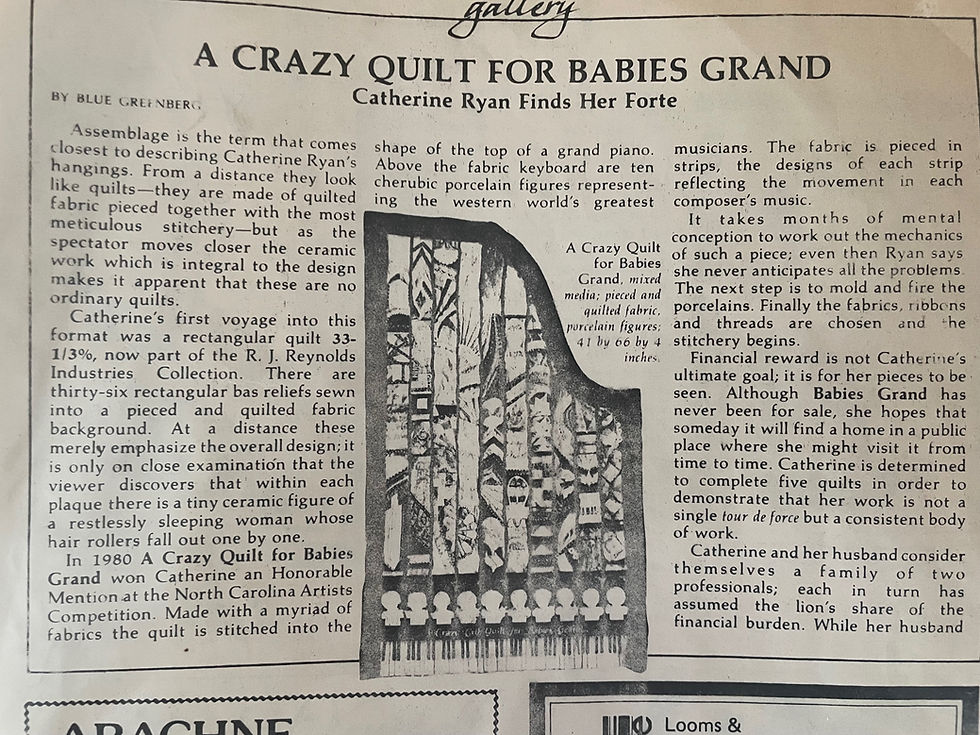 gallery
A CRAZY QUILT FOR BABIES GRAND
Catherine Ryan Finds Her Forte
BY BLUE GREENBERG
Assemblage is the term that comes
closest to describing Catherine Ryan's
hangings. From a distance they look
like quilts—they are made of quilted
fabric pieced together with the most
meticulous stitchery—but as the
spectator moves closer the ceramic
work which is integral to the design
makes it apparent that these are no
ordinary quilts.
Catherine's first voyage into this
format was a rectangular quilt 33-
1/3%, now part of the R. J. Reynolds
Industries Collection. There are
thirty-six rectangular bas reliefs sewn
into a pieced and quilted fabric
background. At a distance these
merely emphasize the overall design; it
is only on close examination that the
viewer discovers that within each
plaque there is a tiny ceramic figure of
a restlessly sleeping woman whose
hair rollers fall out one by one.
In 1980 A Crazy Quilt for Babies
Grand won Catherine an Honorable
Mention at the North Carolina Artists
Competition. Made with a myriad of
fabrics the quilt is stitched into the
shape of the top of a grand piano.
Above the fabric keyboard are ten
cherubic porcelain figures represent-
ing the western world's greatest
A Crazy Quilt
for Babies
Grand, mixed
media; pieced and
quilted fabric,
porcelain figures;
41 by 66 by 4
inches.
Crazy Quilt for Babies Grand
musicians. The fabric is pieced in
strips, the designs of each strip
reflecting the movement in each
composer's music.
It takes months of mental
conception to work out the mechanics
of such a piece; even then Ryan says
she never anticipates all the problems.
The next step is to mold and fire the
porcelains. Finally the fabrics, ribbons
and threads are chosen and the
stitchery begins.
Financial reward is not Catherine's
ultimate goal; it is for her pieces to be
seen. Although Babies Grand has
never been for sale, she hopes that
someday it will find a home in a public
place where she might visit it from
time to time. Catherine is determined
to complete five quilts in order to
demonstrate that her work is not a
single tour de force but a consistent body
of work.
Catherine and her husband consider
themselves a family of two
professionals; each in turn has
assumed the lion's share of the
financial burden. While her husband
ARACHNE
Looms &